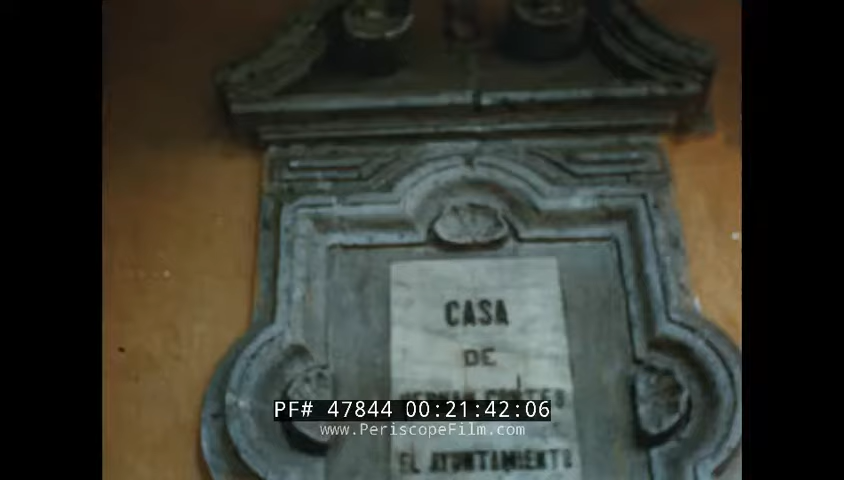 CASA
DE
PF# 47844 00:21:42:06
www.PeriscopeFilm.com
EL AYUNTAMIENTO